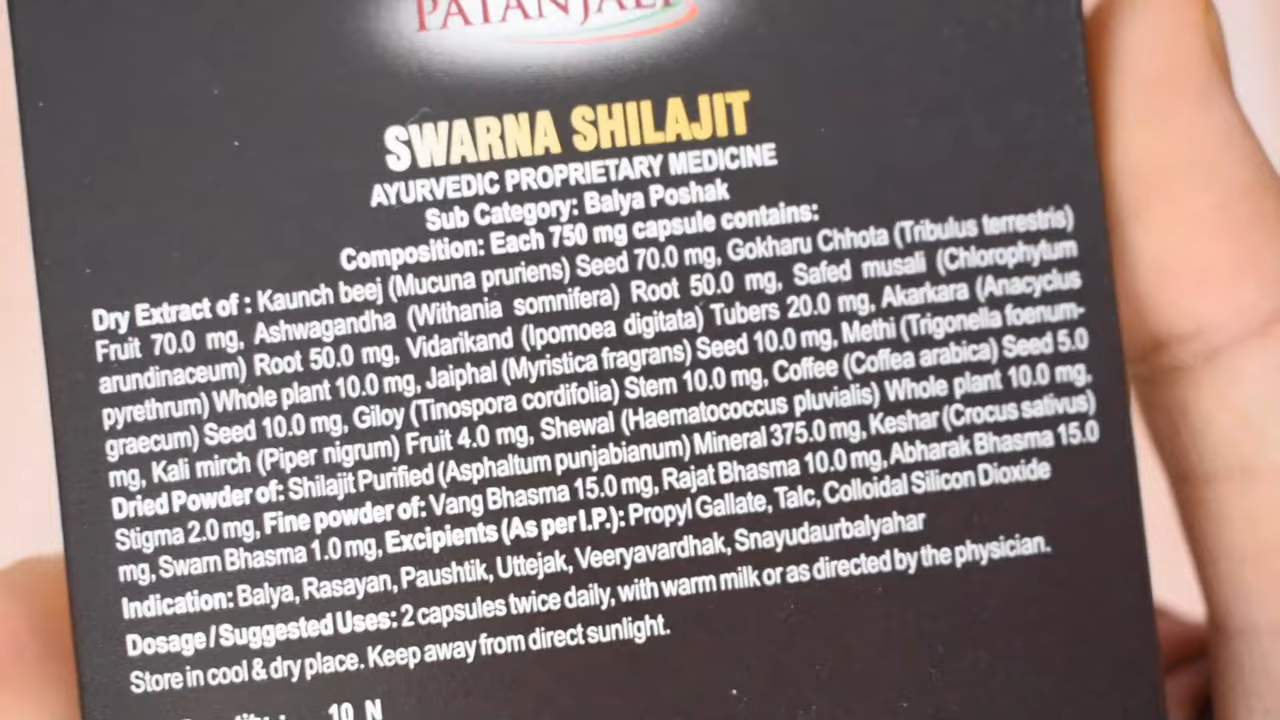 PATANJALI
SWARNA SHILAJIT
AYURVEDIC PROPRIETARY MEDICINE
Sub Category: Balya Poshak
Composition: Each 750 mg capsule contains:
Dry Extract of : Kaunch beej (Mucuna pruriens) Seed 70.0 mg, Gokharu Chhota (Tribulus terrestris)
Fruit 70.0 mg, Ashwagandha (Withania somnifera) Root 50.0 mg, Safed musali (Chlorophytum
arundinaceum) Root 50.0 mg, Vidarikand (Ipomoea digitata) Tubers 20.0 mg, Akarkara (Anacyclus
pyrethrum) Whole plant 10.0 mg, Jaiphal (Myristica fragrans) Seed 10.0 mg, Methi (Trigonella foenum-
graecum) Seed 10.0 mg, Giloy (Tinospora cordifolia) Stem 10.0 mg, Coffee (Coffea arabica) Seed 5.0
mg, Kali mirch (Piper nigrum) Fruit 4.0 mg, Shewal (Haematococcus pluvialis) Whole plant 10.0 mg,
Dried Powder of: Shilajit Purified (Asphaltum punjabianum) Mineral 375.0 mg, Keshar (Crocus sativus)
Stigma 2.0 mg, Fine powder of: Vang Bhasma 15.0 mg, Rajat Bhasma 10.0 mg, Abharak Bhasma 15.0
mg, Swarn Bhasma 1.0 mg, Excipients (As per I.P.): Propyl Gallate, Talc, Colloidal Silicon Dioxide
Indication: Balya, Rasayan, Paushtik, Uttejak, Veeryavardhak, Snayudaurbalyahar
Dosage / Suggested Uses: 2 capsules twice daily, with warm milk or as directed by the physician.
Store in cool & dry place. Keep away from direct sunlight.
10 N